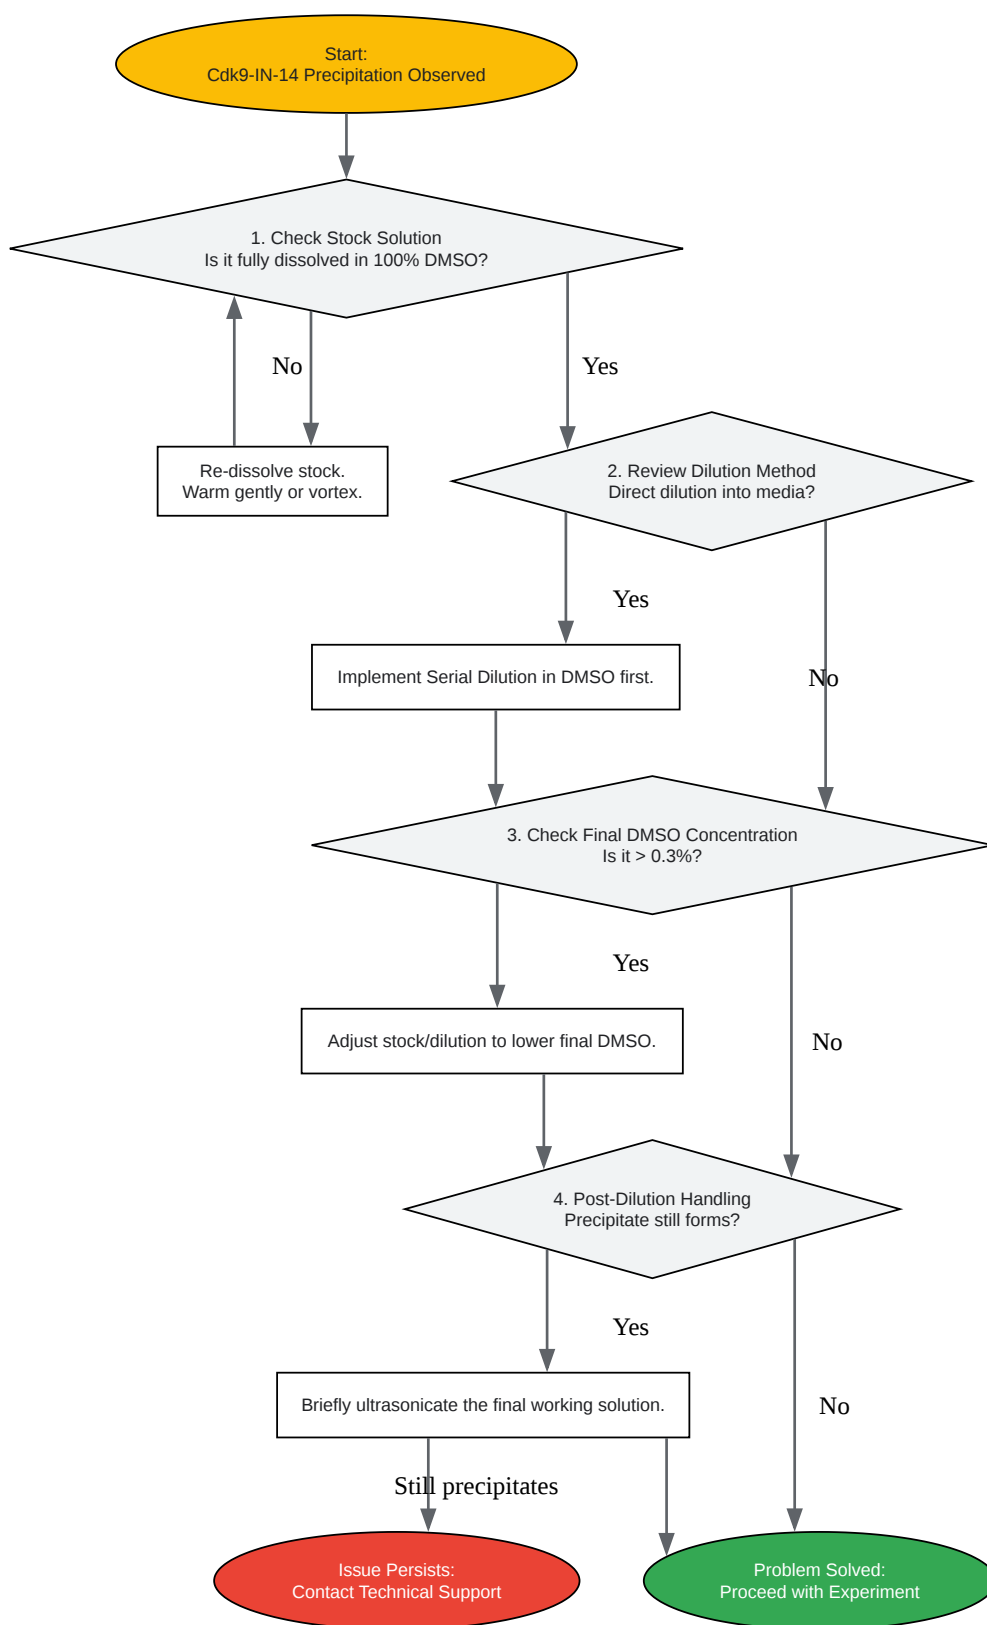 Start:
Cdk9-IN-14 Precipitation Observed
1. Check Stock Solution
Is it fully dissolved in 100% DMSO?
No
Yes
Re-dissolve stock.
Warm gently or vortex.
2. Review Dilution Method
Direct dilution into media?
Yes
Implement Serial Dilution in DMSO first.
No
3. Check Final DMSO Concentration
Is it > 0.3%?
Yes
Adjust stock/dilution to lower final DMSO.
No
4. Post-Dilution Handling
Precipitate still forms?
Yes
Briefly ultrasonicate the final working solution.
No
Still precipitates
Issue Persists:
Contact Technical Support
Problem Solved:
Proceed with Experiment